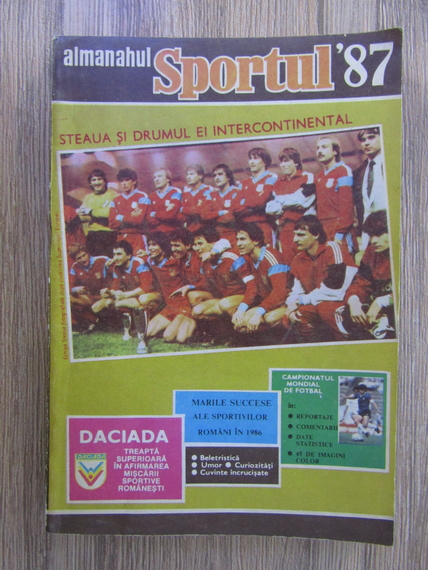 almanahul Sportul '87
STEAUA ȘI DRUMUL EI INTERCONTINENTAL
CAMPIONATUL
MONDIAL
DE FOTBAL
în:
● REPORTAJE
● COMENTARII
● DATE
STATISTICE
● 45 DE IMAGINI
COLOR
MARILE SUCCESE
ALE SPORTIVILOR
ROMÂNI ÎN 1986
● Beletristică
● Umor ● Curiozități
● Cuvinte încrucișate
DACIADA
DACIADA
TREAPTĂ
SUPERIOARĂ
ÎN AFIRMAREA
MIȘCĂRII
SPORTIVE
ROMÂNEȘTI